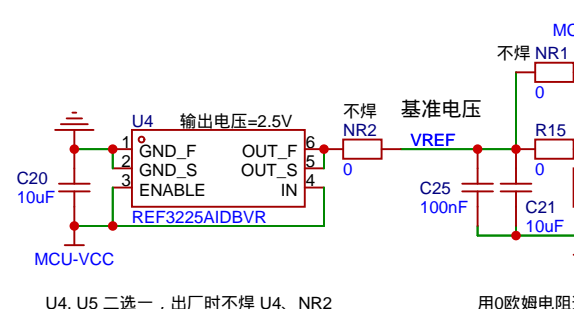 MC
不焊 NR1
0
U4 输出电压=2.5V
不焊
NR2
基准电压
R15
1 GND_F OUT_F 6
VREF
2 GND_S OUT_S 5
0
0
3 ENABLE IN 4
C20
10uF
C25
100nF
C21
10uF
REF3225AIDBVR
MCU-VCC
U4, U5 二选一，出厂时不焊 U4、NR2
用0欧姆电阻